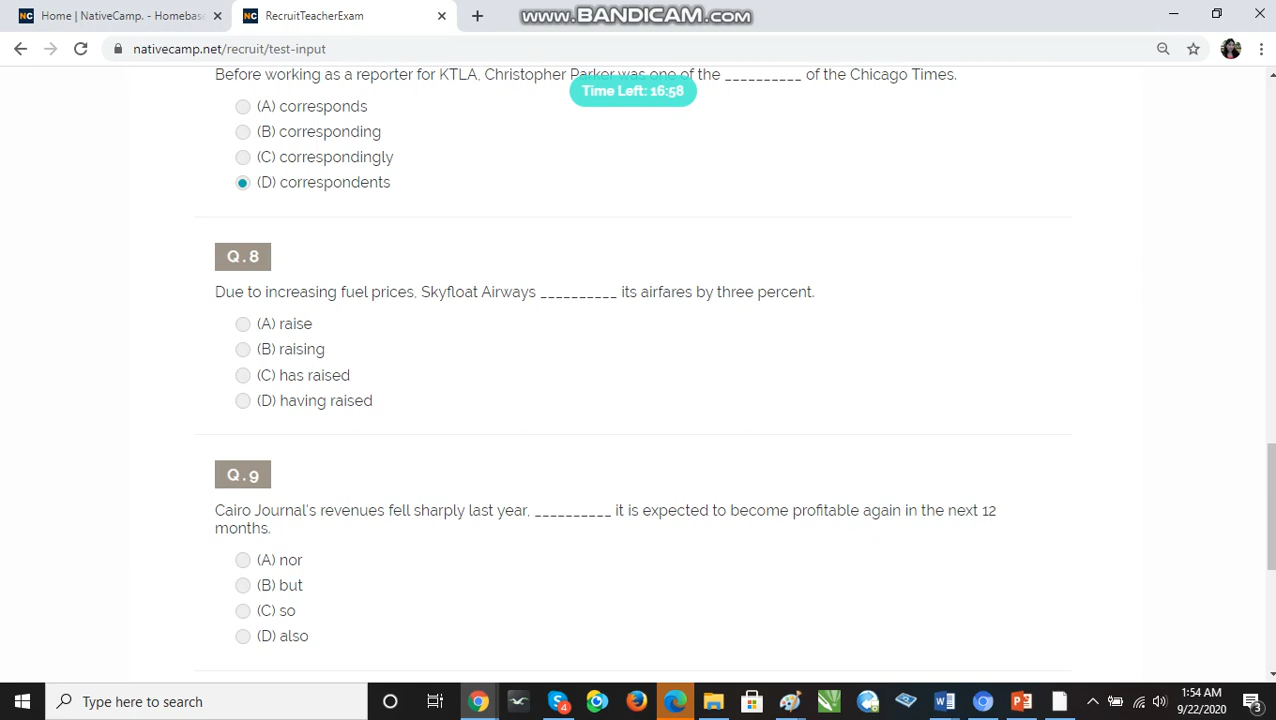 Home | NativeCamp. - Homebase
RecruitTeacherExam
www.BANDICAM.com
nativecamp.net/recruit/test-input
Before working as a reporter for KTLA, Christopher Parker was one of the __________ of the Chicago Times.
Time Left: 16:58
(A) corresponds
(B) corresponding
(C) correspondingly
(D) correspondents
Q.8
Due to increasing fuel prices, Skyfloat Airways __________ its airfares by three percent.
(A) raise
(B) raising
(C) has raised
(D) having raised
Q.9
Cairo Journal's revenues fell sharply last year, __________ it is expected to become profitable again in the next 12
months.
(A) nor
(B) but
(C) so
(D) also
Type here to search
4
1:54 AM
9/22/2020
3